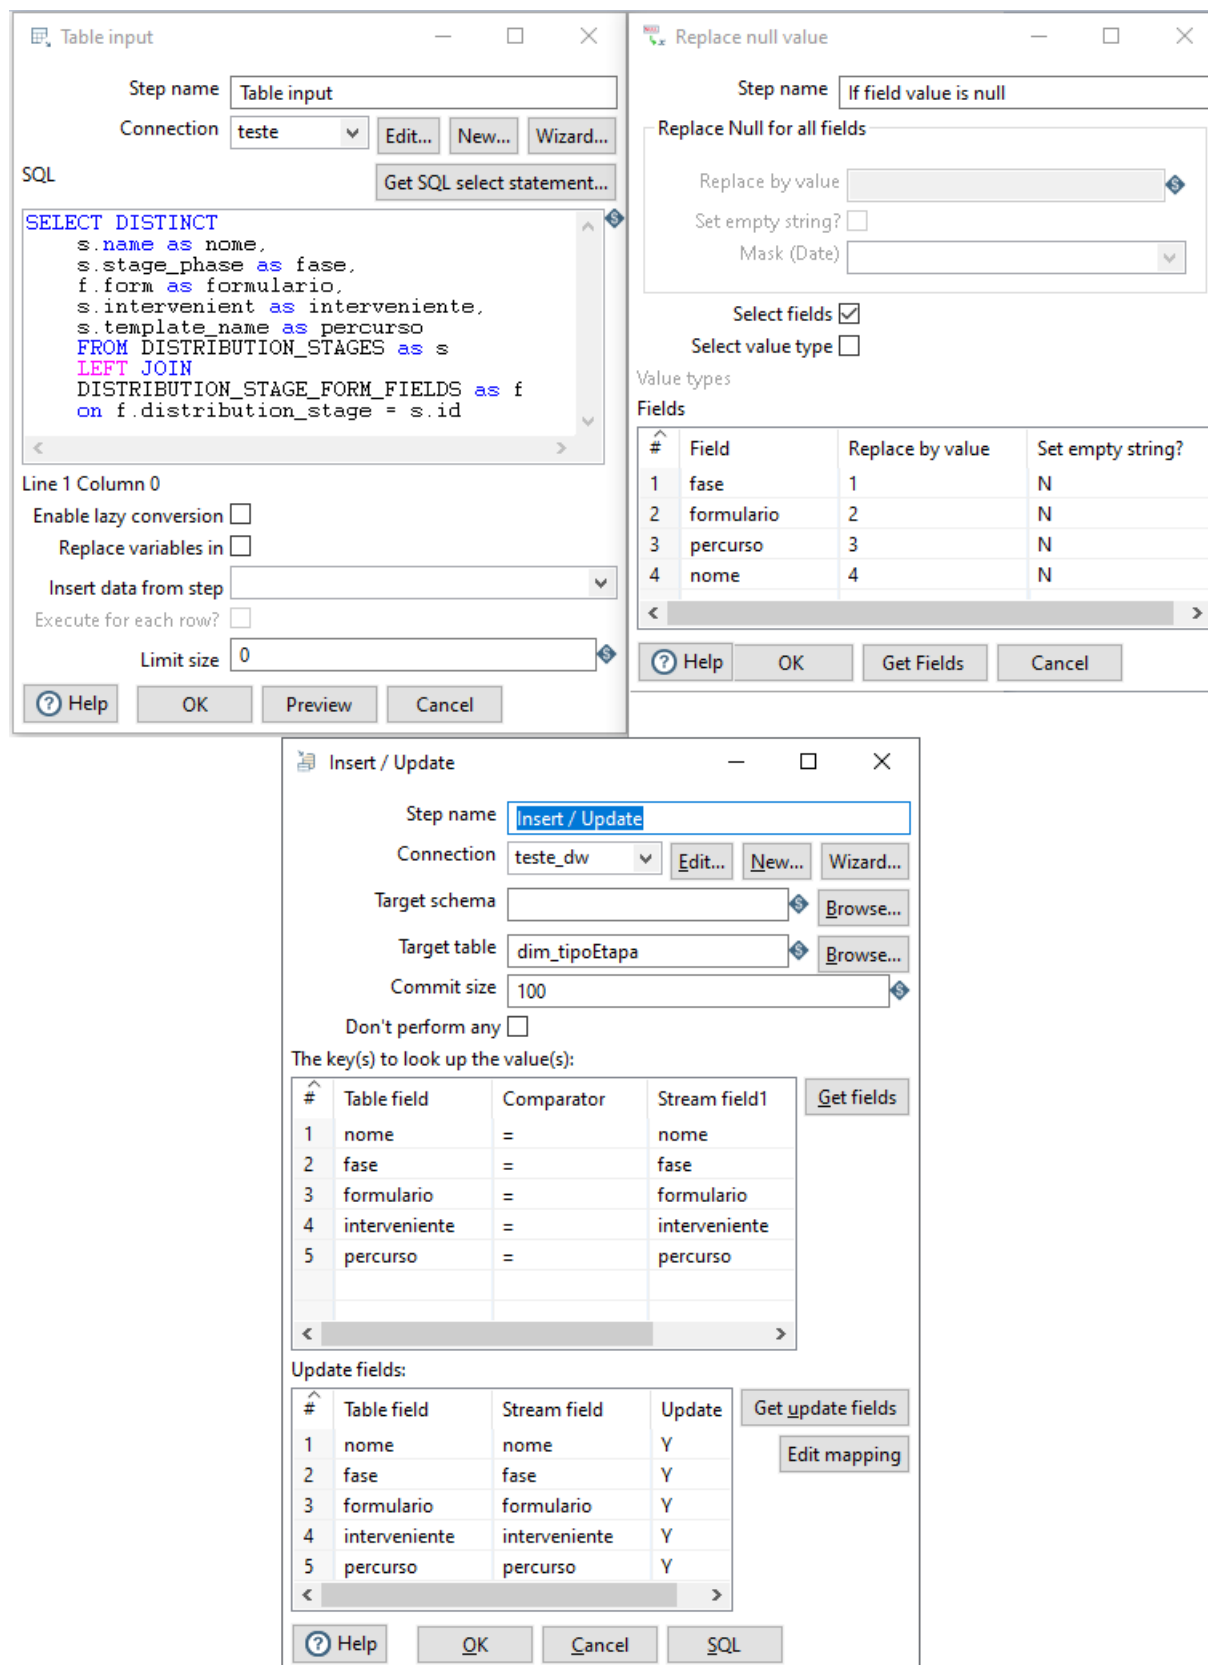 Table input
Step name Table input
Connection teste Edit... New... Wizard...
SQL Get SQL select statement...
SELECT DISTINCT
s.name as nome,
s.stage_phase as fase,
f.form as formulario,
s.intervenient as interveniente,
s.template_name as percurso
FROM DISTRIBUTION_STAGES as s
LEFT JOIN
DISTRIBUTION_STAGE_FORM_FIELDS as f
on f.distribution_stage = s.id
Line 1 Column 0
Enable lazy conversion
Replace variables in
Insert data from step
Execute for each row?
Limit size 0
Help OK Preview Cancel
Replace null value
Step name If field value is null
Replace Null for all fields
Replace by value
Set empty string?
Mask (Date)
Select fields
Select value type
Value types
Fields
# Field Replace by value Set empty string?
1 fase 1 N
2 formulario 2 N
3 percurso 3 N
4 nome 4 N
Help OK Get Fields Cancel
Insert / Update
Step name Insert / Update
Connection teste_dw Edit... New... Wizard...
Target schema Browse...
Target table dim_tipoEtapa Browse...
Commit size 100
Don't perform any
The key(s) to look up the value(s):
# Table field Comparator Stream field1 Get fields
1 nome = nome
2 fase = fase
3 formulario = formulario
4 interveniente = interveniente
5 percurso = percurso
Update fields:
# Table field Stream field Update Get update fields
1 nome nome Y Edit mapping
2 fase fase Y
3 formulario formulario Y
4 interveniente interveniente Y
5 percurso percurso Y
Help OK Cancel SQL